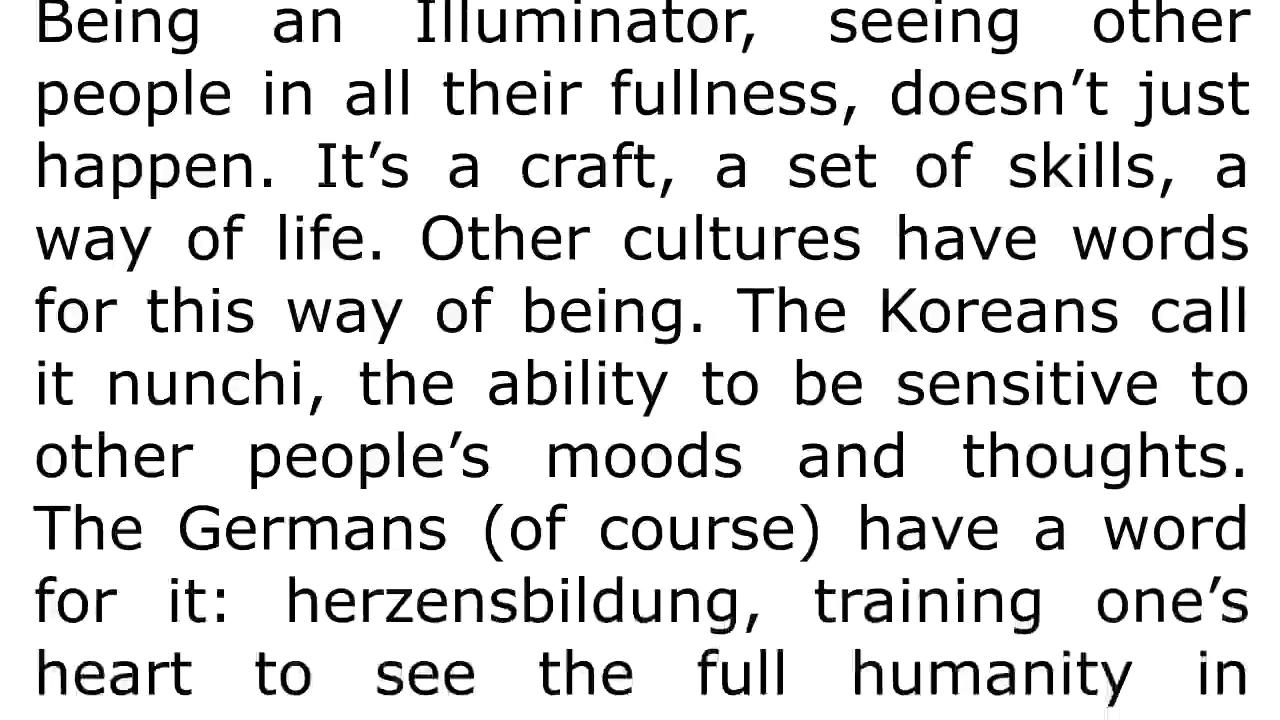 Being an Illuminator, seeing other
people in all their fullness, doesn’t just
happen. It’s a craft, a set of skills, a
way of life. Other cultures have words
for this way of being. The Koreans call
it nunchi, the ability to be sensitive to
other people’s moods and thoughts.
The Germans (of course) have a word
for it: herzensbildung, training one’s
heart to see the full humanity in